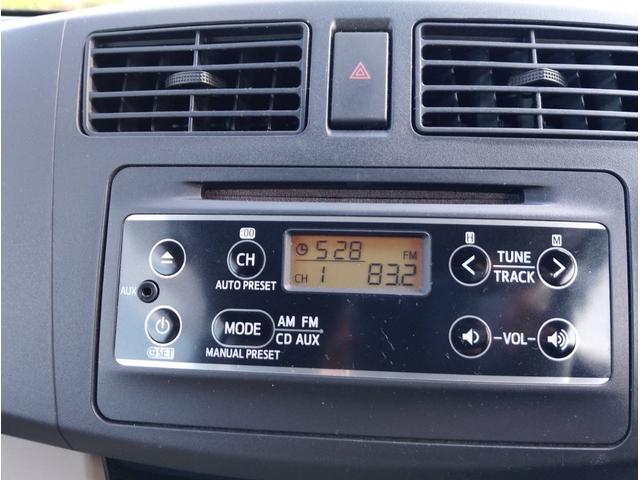 :00
H
M
5:28
FM
CH
AUTO PRESET
CH 1 83.2
TUNE
TRACK
AUX
MODE
AM FM
CD AUX
MANUAL PRESET
SET
-VOL-